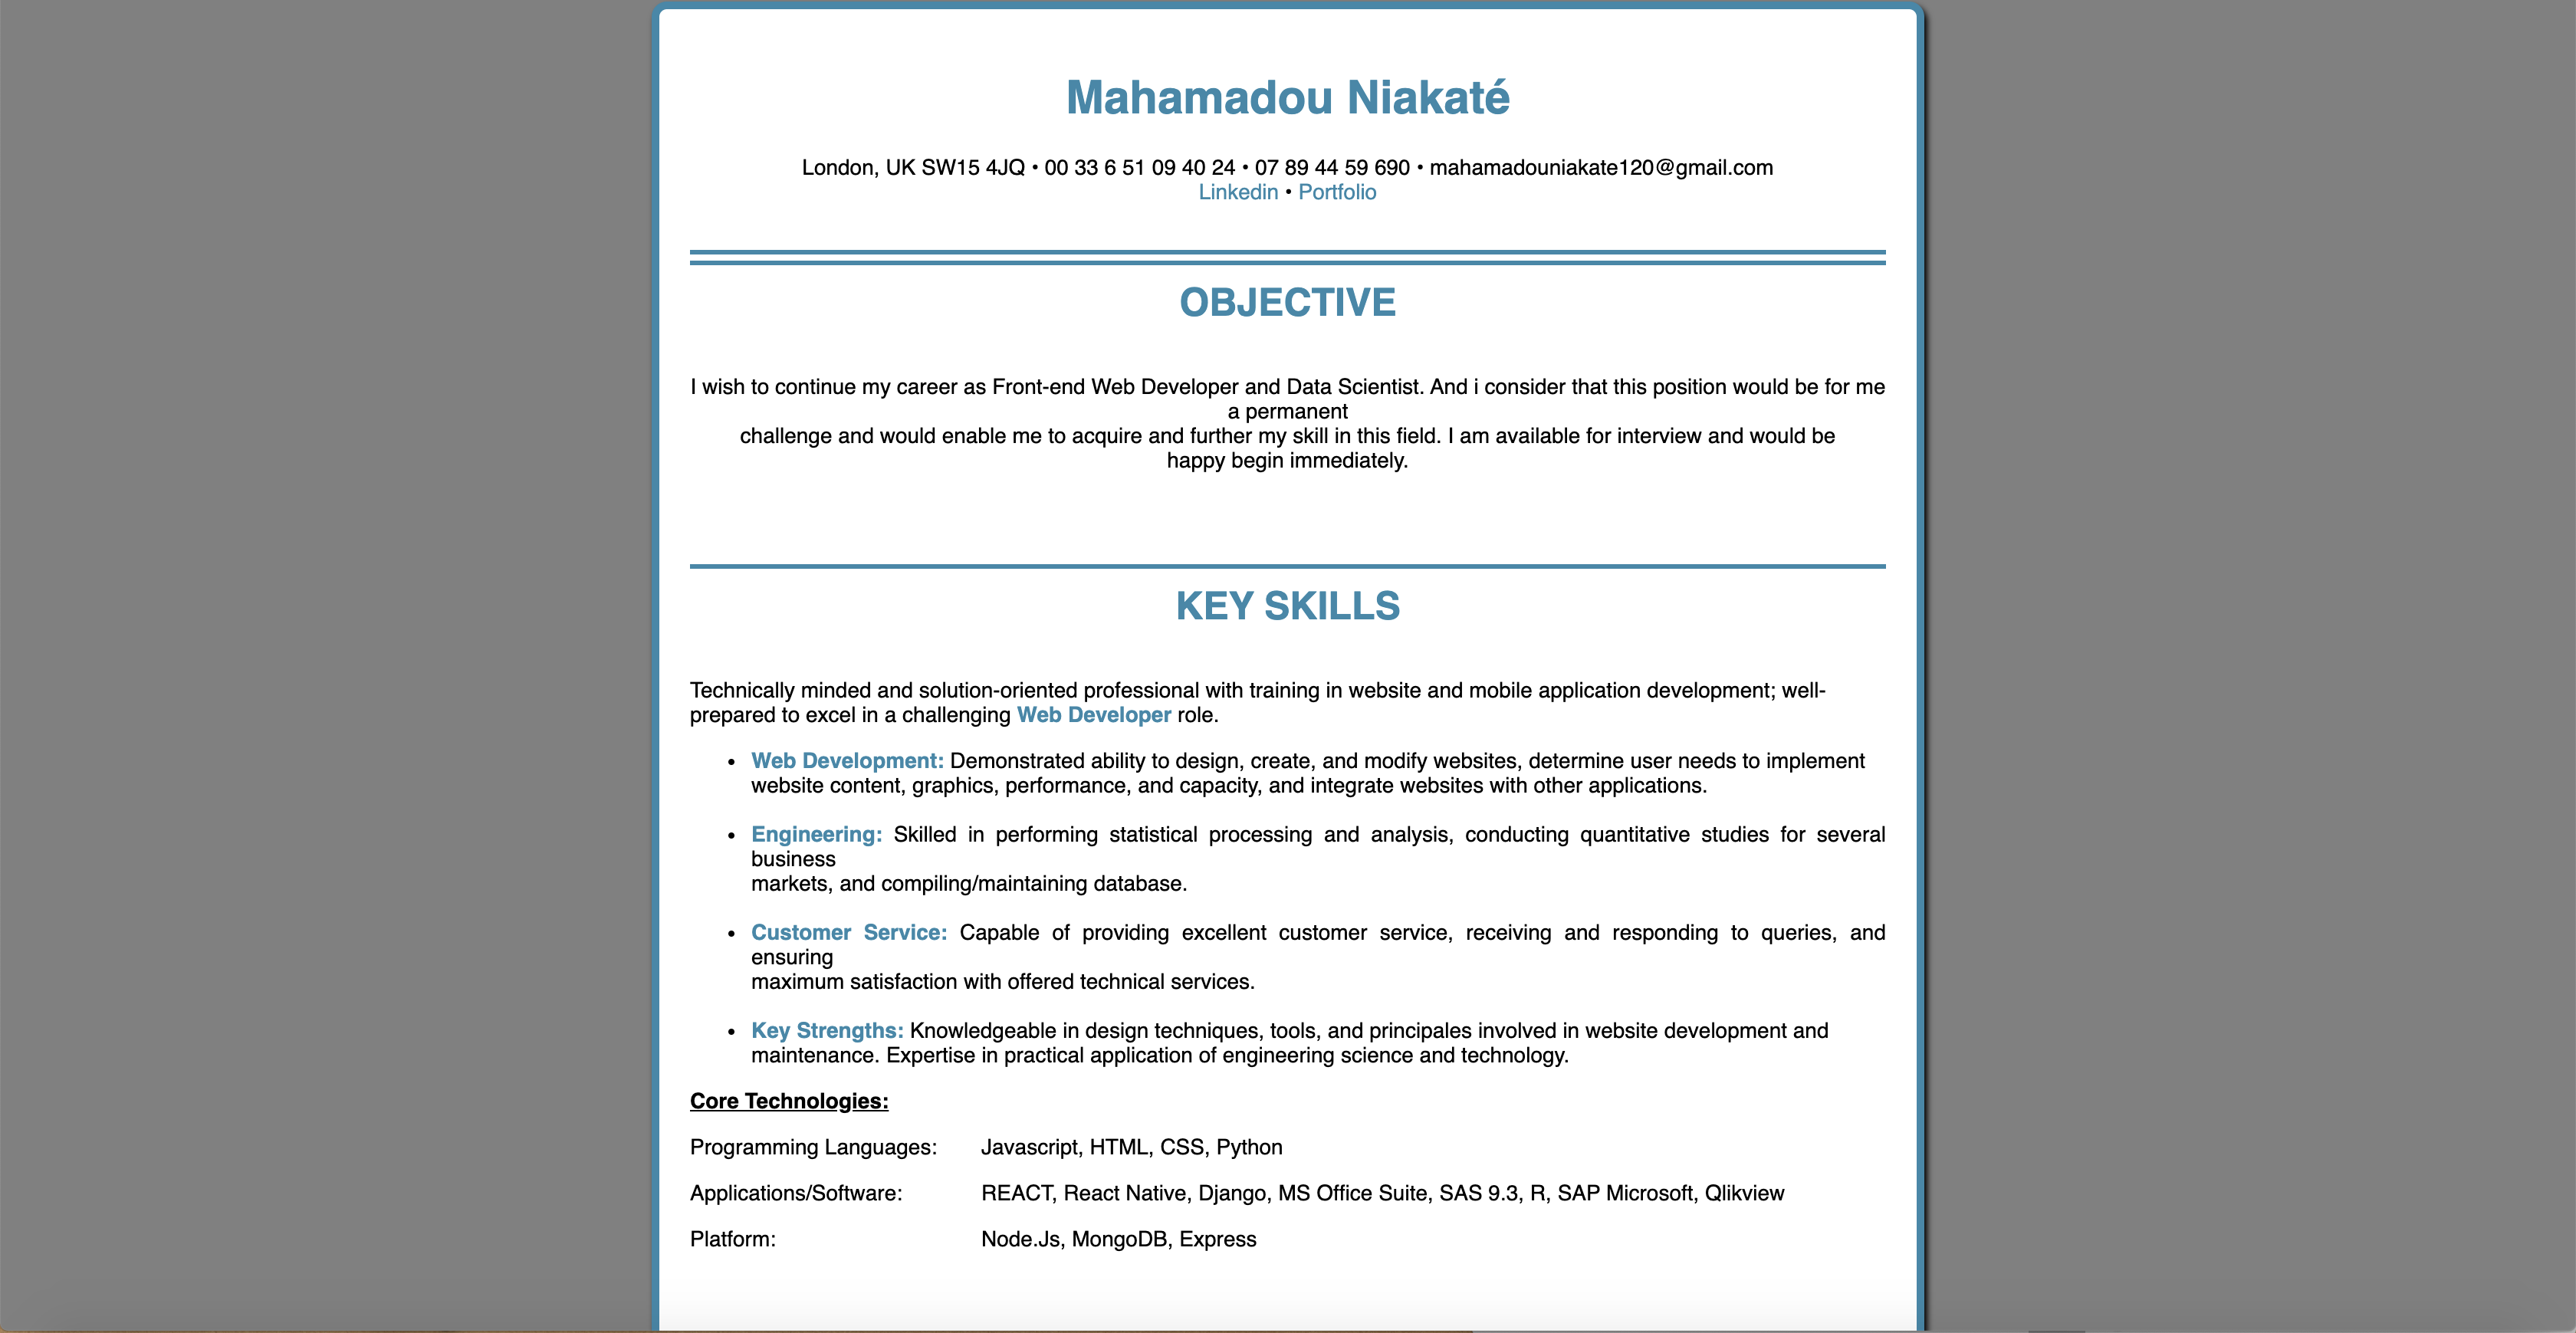 Mahamadou Niakaté
London, UK SW15 4JQ • 00 33 6 51 09 40 24 • 07 89 44 59 690 • mahamadouniakate120@gmail.com
Linkedin • Portfolio
OBJECTIVE
I wish to continue my career as Front-end Web Developer and Data Scientist. And i consider that this position would be for me
a permanent
challenge and would enable me to acquire and further my skill in this field. I am available for interview and would be
happy begin immediately.
KEY SKILLS
Technically minded and solution-oriented professional with training in website and mobile application development; well-
prepared to excel in a challenging Web Developer role.
• Web Development: Demonstrated ability to design, create, and modify websites, determine user needs to implement
website content, graphics, performance, and capacity, and integrate websites with other applications.
• Engineering: Skilled in performing statistical processing and analysis, conducting quantitative studies for several
business
markets, and compiling/maintaining database.
• Customer Service: Capable of providing excellent customer service, receiving and responding to queries, and
ensuring
maximum satisfaction with offered technical services.
• Key Strengths: Knowledgeable in design techniques, tools, and principales involved in website development and
maintenance. Expertise in practical application of engineering science and technology.
Core Technologies:
Programming Languages: Javascript, HTML, CSS, Python
Applications/Software: REACT, React Native, Django, MS Office Suite, SAS 9.3, R, SAP Microsoft, Qlikview
Platform: Node.Js, MongoDB, Express